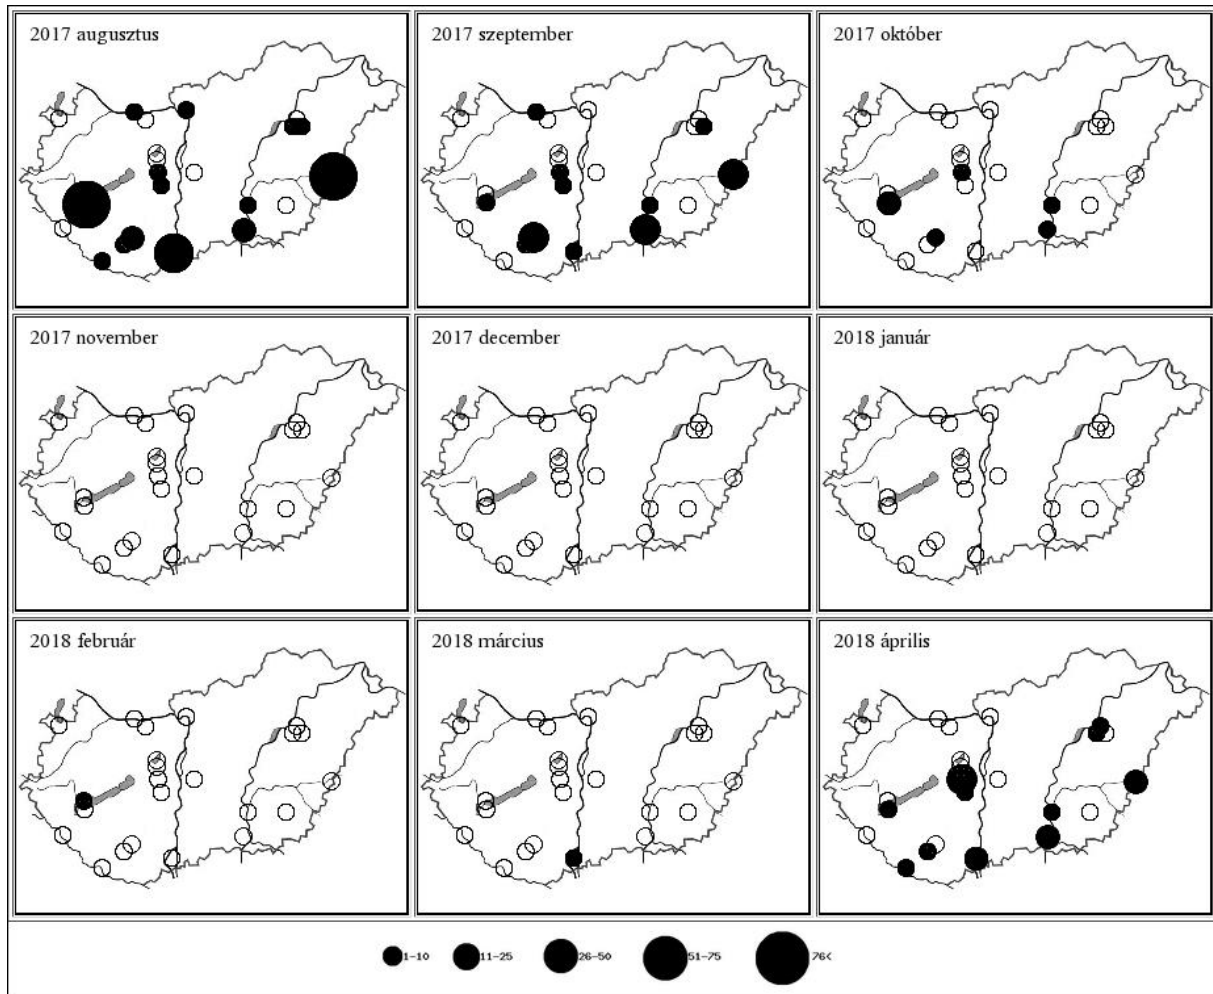 2017 augusztus
2017 szeptember
2017 október
2017 november
2017 december
2018 január
2018 február
2018 március
2018 április
1-10
11-25
26-50
51-75
76<